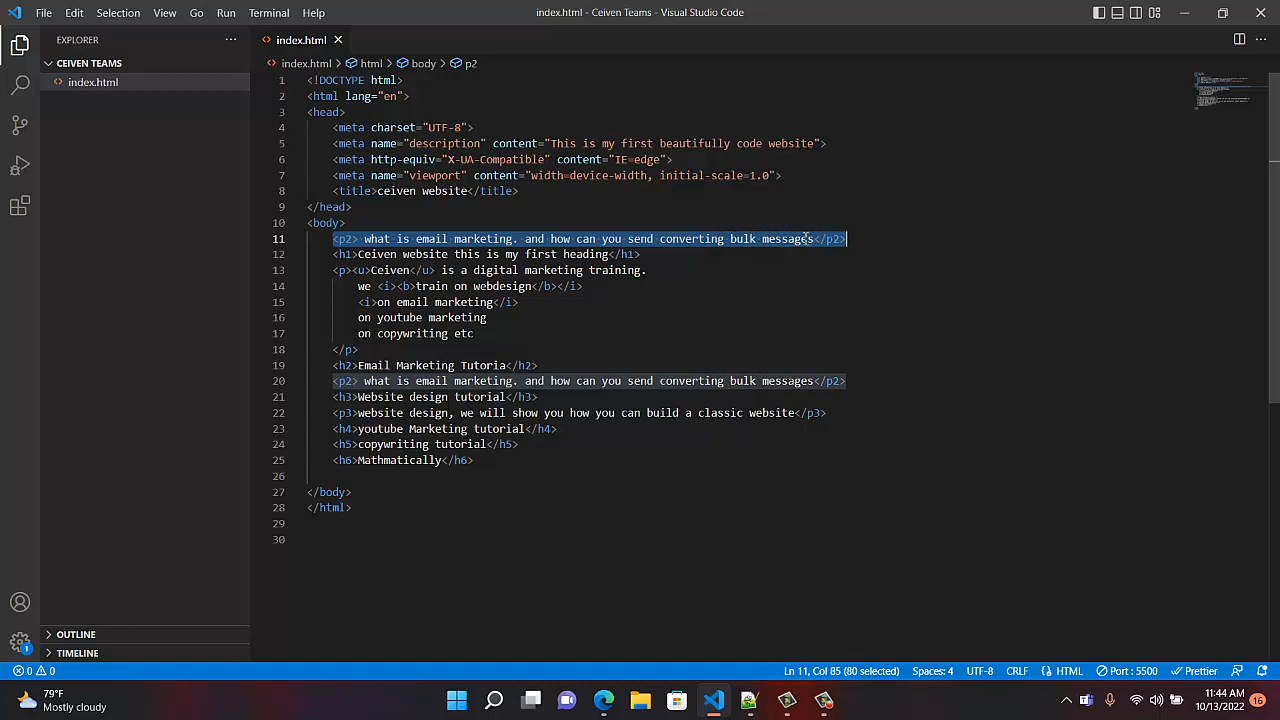 File Edit Selection View Go Run Terminal Help
index.html - Ceiven Teams - Visual Studio Code
EXPLORER
CEIVEN TEAMS
index.html
OUTLINE
TIMELINE
index.html
index.html > html > body > p2
1 <!DOCTYPE html>
2 <html lang="en">
3 <head>
4 <meta charset="UTF-8">
5 <meta name="description" content="This is my first beautifully code website">
6 <meta http-equiv="X-UA-Compatible" content="IE=edge">
7 <meta name="viewport" content="width=device-width, initial-scale=1.0">
8 <title>ceiven website</title>
9 </head>
10 <body>
11 <p2> what is email marketing. and how can you send converting bulk messages</p2>
12 <h1>Ceiven website this is my first heading</h1>
13 <p><u>Ceiven</u> is a digital marketing training.
14 we <i><b>train on webdesign</b></i>
15 <i>on email marketing</i>
16 on youtube marketing
17 on copywriting etc
18 </p>
19 <h2>Email Marketing Tutoria</h2>
20 <p2> what is email marketing. and how can you send converting bulk messages</p2>
21 <h3>Website design tutorial</h3>
22 <p3>website design, we will show you how you can build a classic website</p3>
23 <h4>youtube Marketing tutorial</h4>
24 <h5>copywriting tutorial</h5>
25 <h6>Mathmatically</h6>
26
27 </body>
28 </html>
29
30
1
0 0
Ln 11, Col 85 (80 selected) Spaces: 4 UTF-8 CRLF HTML Port : 5500 Prettier
79°F
Mostly cloudy
11:44 AM
10/13/2022
16